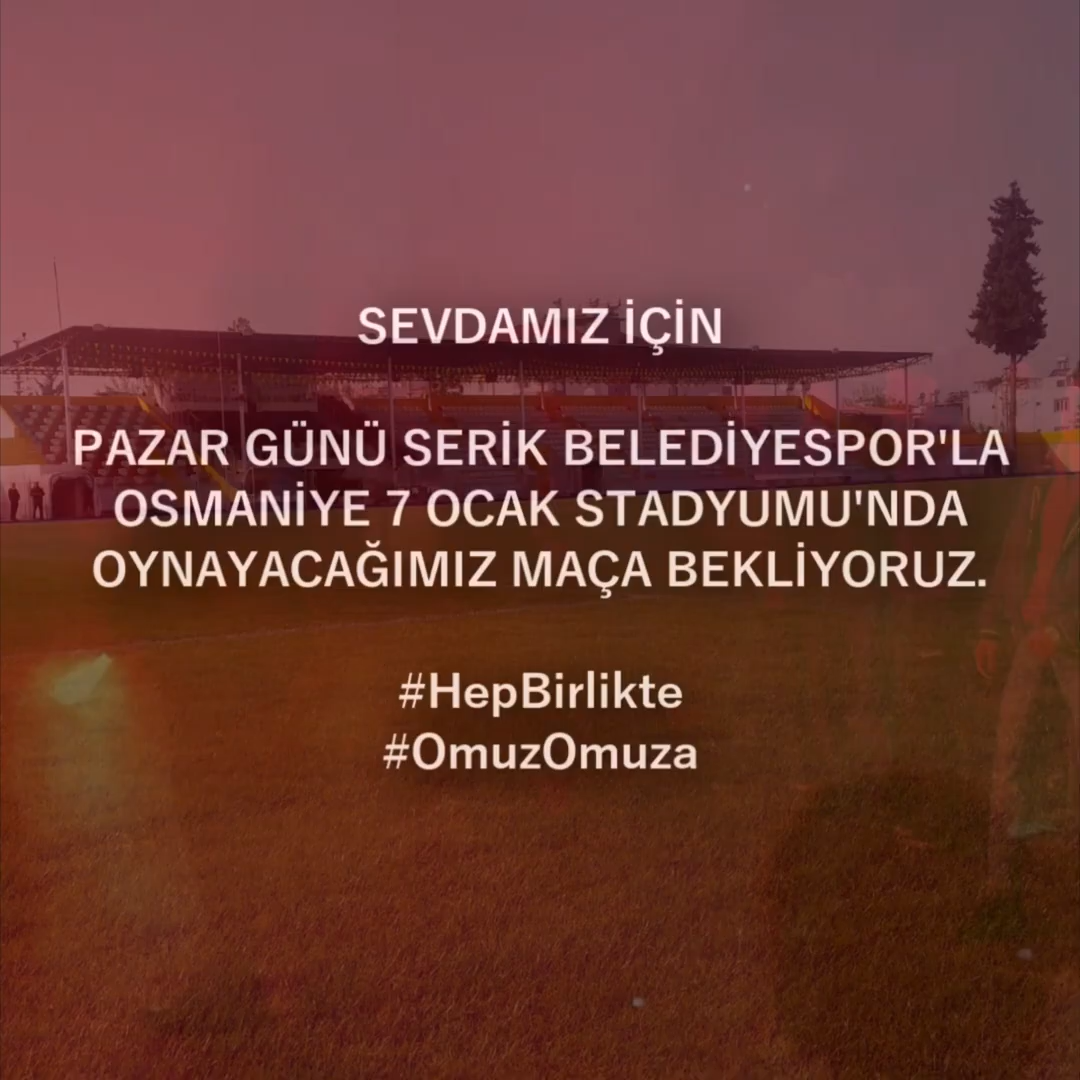 SEVDAMIZ İÇİN
PAZAR GÜNÜ SERİK BELEDİYESPOR'LA
OSMANİYE 7 OCAK STADYUMU'NDA
OYNAYACAĞIMIZ MAÇA BEKLİYORUZ.
#HepBirlikte
#OmuzOmuza